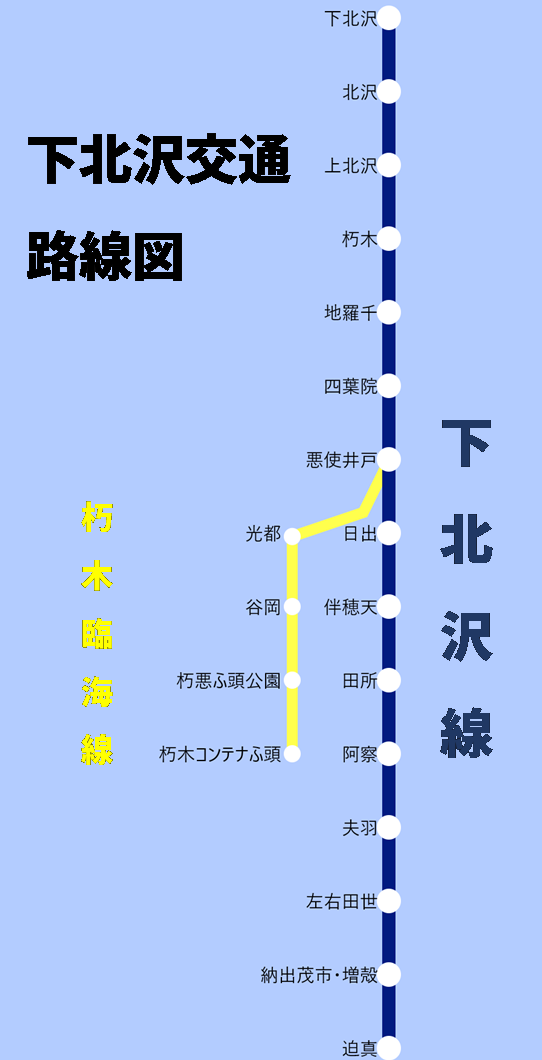 下北沢交通
路線図
下北沢
北沢
上北沢
朽木
地羅千
四葉院
悪使井戸
日出
伴穂天
田所
阿察
夫羽
左右田世
納出茂市・増殻
迫真
光都
谷岡
朽悪ふ頭公園
朽木コンテナふ頭
朽木臨海線
下北沢線